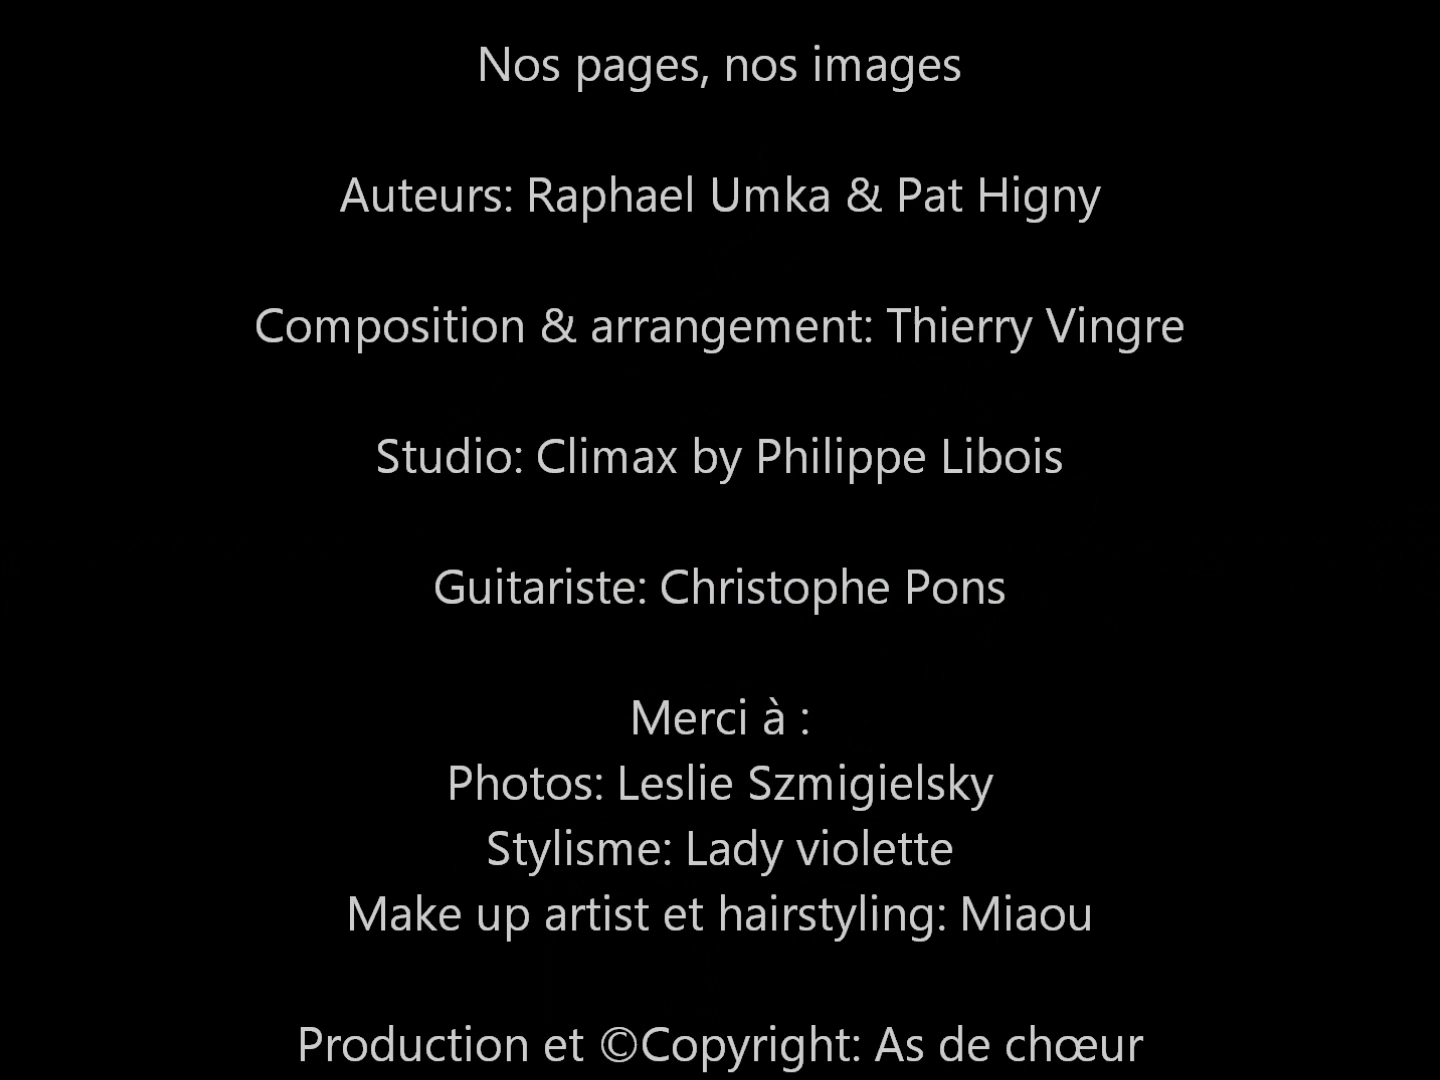 Nos pages, nos images
Auteurs: Raphael Umka & Pat Higny
Composition & arrangement: Thierry Vingre
Studio: Climax by Philippe Libois
Guitariste: Christophe Pons
Merci à :
Photos: Leslie Szmigielsky
Stylisme: Lady violette
Make up artist et hairstyling: Miaou
Production et ©Copyright: As de chœur